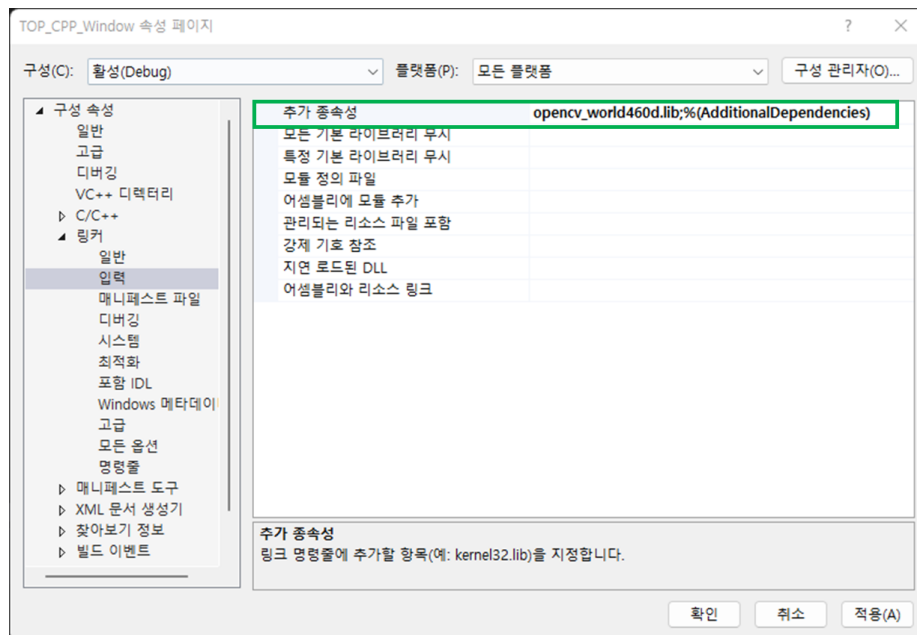 TOP_CPP_Window 속성 페이지
?
구성(C): 활성(Debug) 플랫폼(P): 모든 플랫폼 구성 관리자(O)...
구성 속성
일반
고급
디버깅
VC++ 디렉터리
C/C++
링커
일반
입력
매니페스트 파일
디버깅
시스템
최적화
포함 IDL
Windows 메타데이
고급
모든 옵션
명령줄
매니페스트 도구
XML 문서 생성기
찾아보기 정보
빌드 이벤트
추가 종속성 opencv_world460d.lib;%(AdditionalDependencies)
모든 기본 라이브러리 무시
특정 기본 라이브러리 무시
모듈 정의 파일
어셈블리에 모듈 추가
관리되는 리소스 파일 포함
강제 기호 참조
지연 로드된 DLL
어셈블리와 리소스 링크
추가 종속성
링크 명령줄에 추가할 항목(예: kernel32.lib)을 지정합니다.
확인 취소 적용(A)